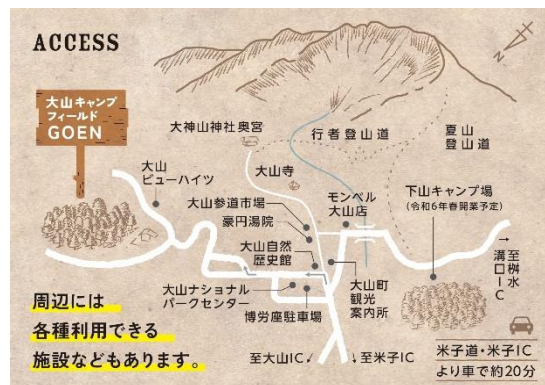 ACCESS
N
大山キャンプ
フィールド
GOEN
大神山神社奥宮
行者登山道
夏山
登山道
大山
ビューハイツ
大山寺
モンベル
大山店
下山キャンプ場
(令和6年春開業予定)
大山参道市場
豪円湯院
大山自然
歴史館
大山ナショナル
パークセンター
博労座駐車場
大山町
観光
案内所
至桝水
溝口IC
→
周辺には
各種利用できる
施設などもあります。
至大山IC↙
↘至米子IC
米子道・米子IC
より車で約20分